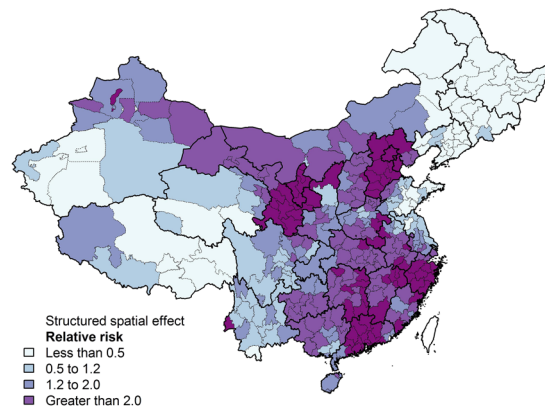 Structured spatial effect
Relative risk
Less than 0.5
0.5 to 1.2
1.2 to 2.0
Greater than 2.0